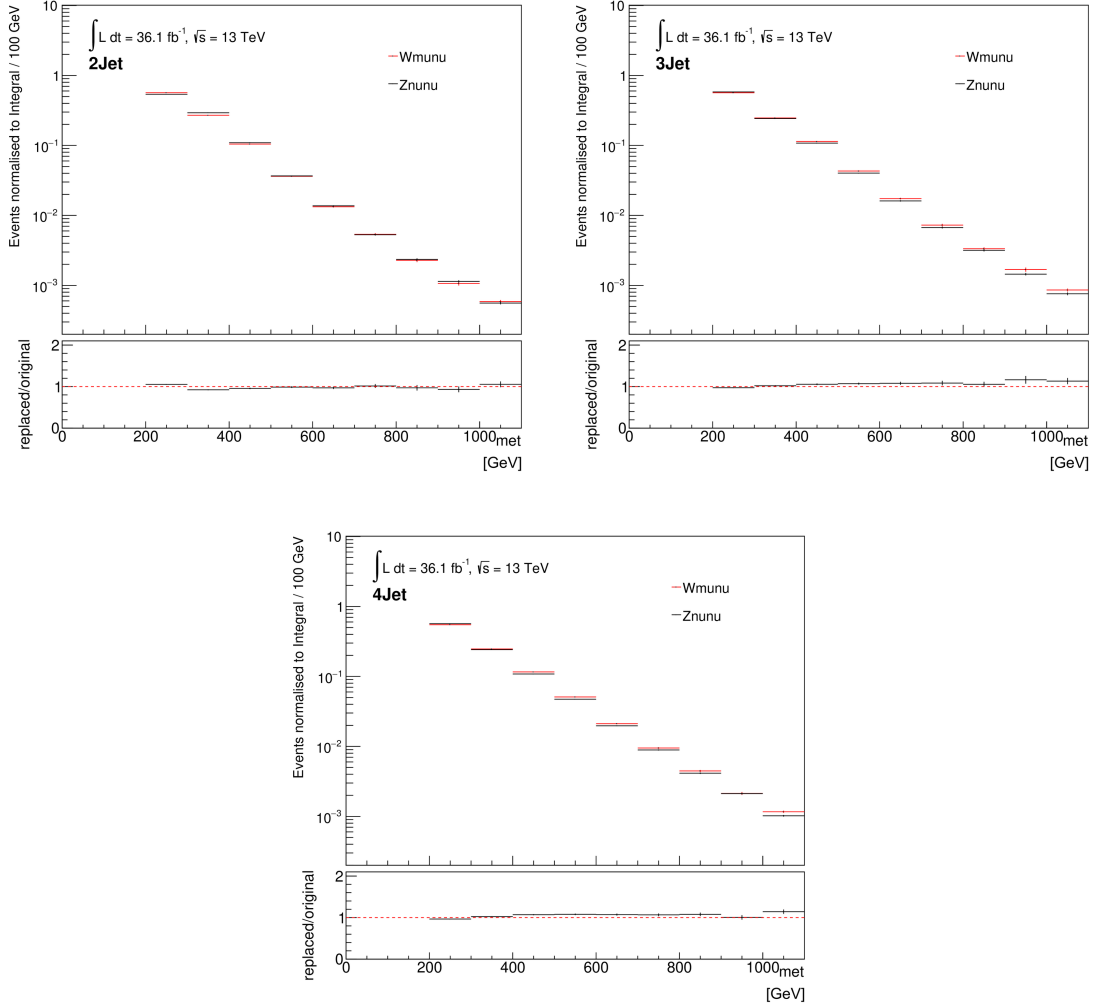 Events normalised to Integral / 100 GeV
10
1
10⁻¹
10⁻²
10⁻³
∫ L dt = 36.1 fb⁻¹, √s = 13 TeV
2Jet
Wmunu
Znunu
replaced/original
2
1
0
0 200 400 600 800 1000
met
[GeV]
Events normalised to Integral / 100 GeV
10
1
10⁻¹
10⁻²
10⁻³
∫ L dt = 36.1 fb⁻¹, √s = 13 TeV
3Jet
Wmunu
Znunu
replaced/original
2
1
0
0 200 400 600 800 1000
met
[GeV]
Events normalised to Integral / 100 GeV
10
1
10⁻¹
10⁻²
10⁻³
∫ L dt = 36.1 fb⁻¹, √s = 13 TeV
4Jet
Wmunu
Znunu
replaced/original
2
1
0
0 200 400 600 800 1000
met
[GeV]